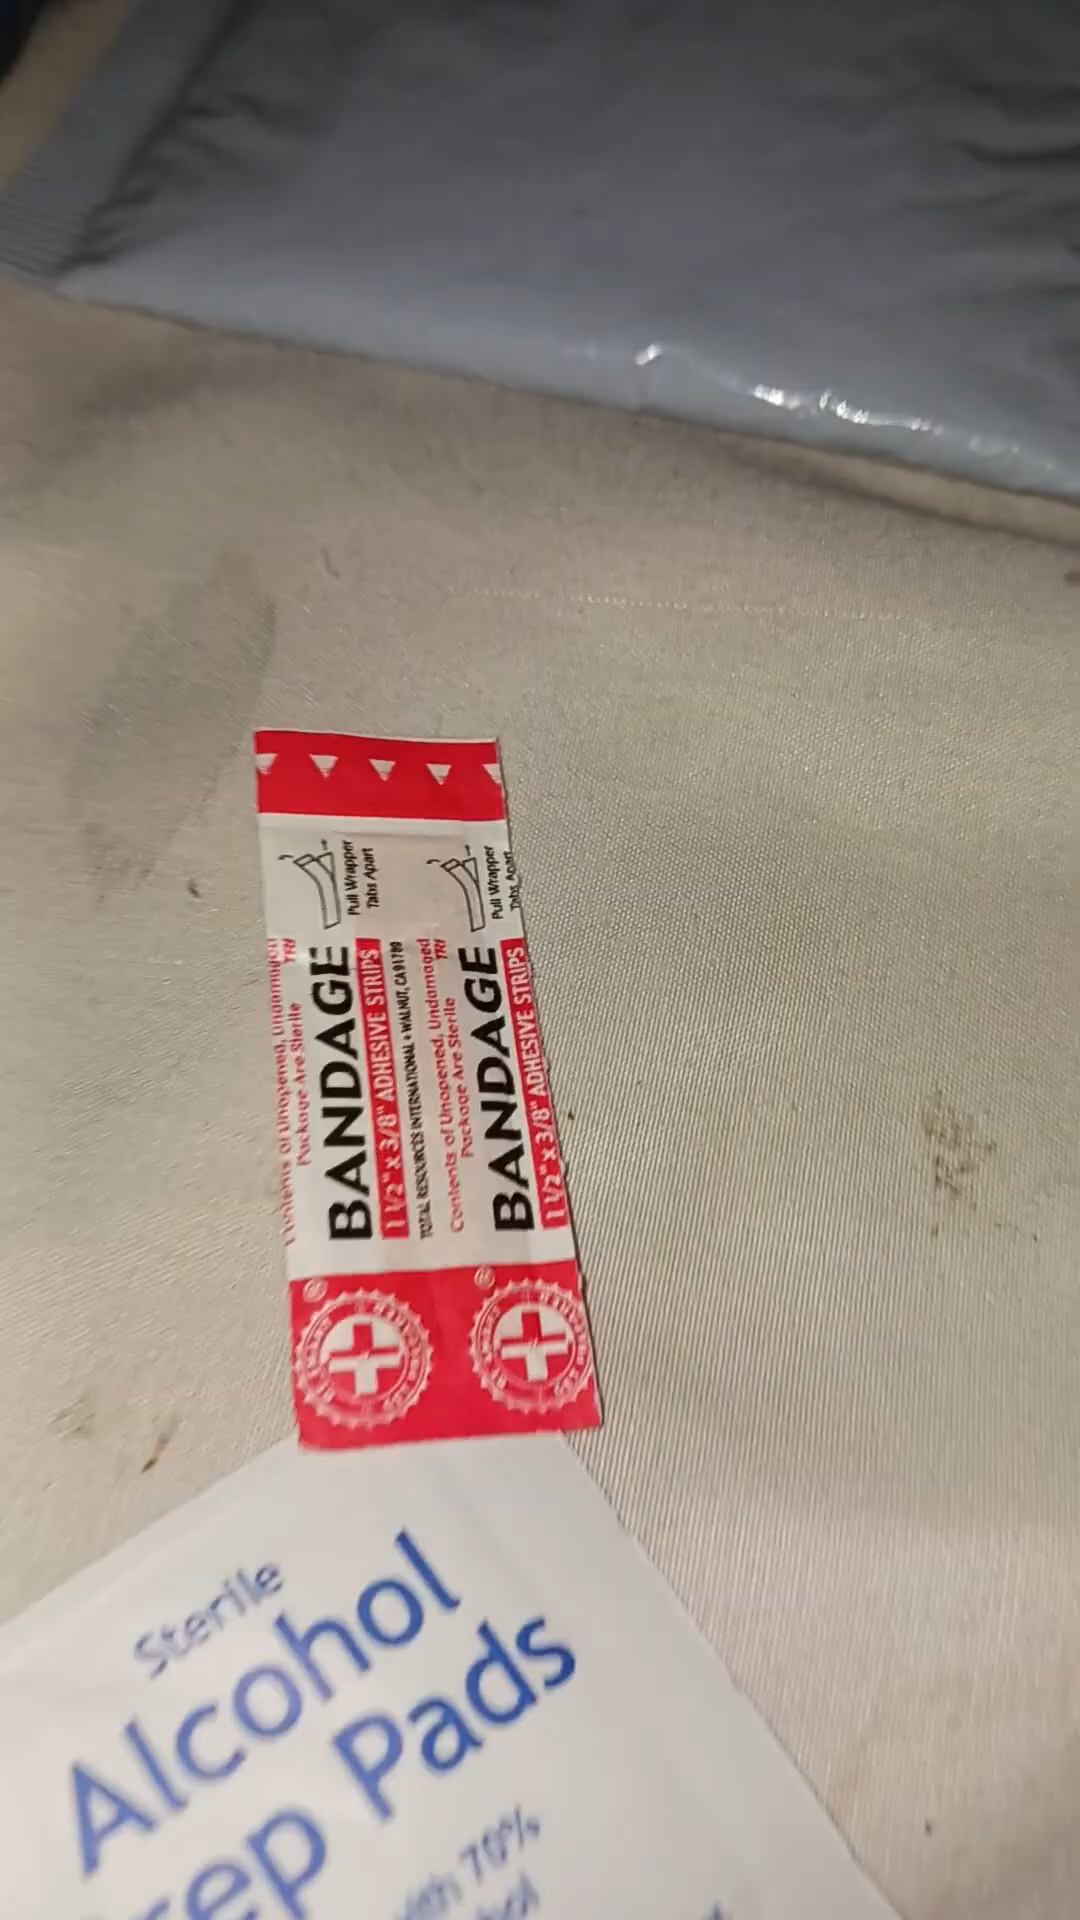 Contents of Unopened, Undamaged
Package Are Sterile
TRI
BANDAGE
1 1/2" x 3/8" ADHESIVE STRIPS
TOTAL RESOURCES INTERNATIONAL • WALNUT, CA 91789
Pull Wrapper
Tabs Apart
Contents of Unopened, Undamaged
Package Are Sterile
TRI
BANDAGE
1 1/2" x 3/8" ADHESIVE STRIPS
Pull Wrapper
Tabs Apart
®
®
Sterile
Alcohol
Pads
70%